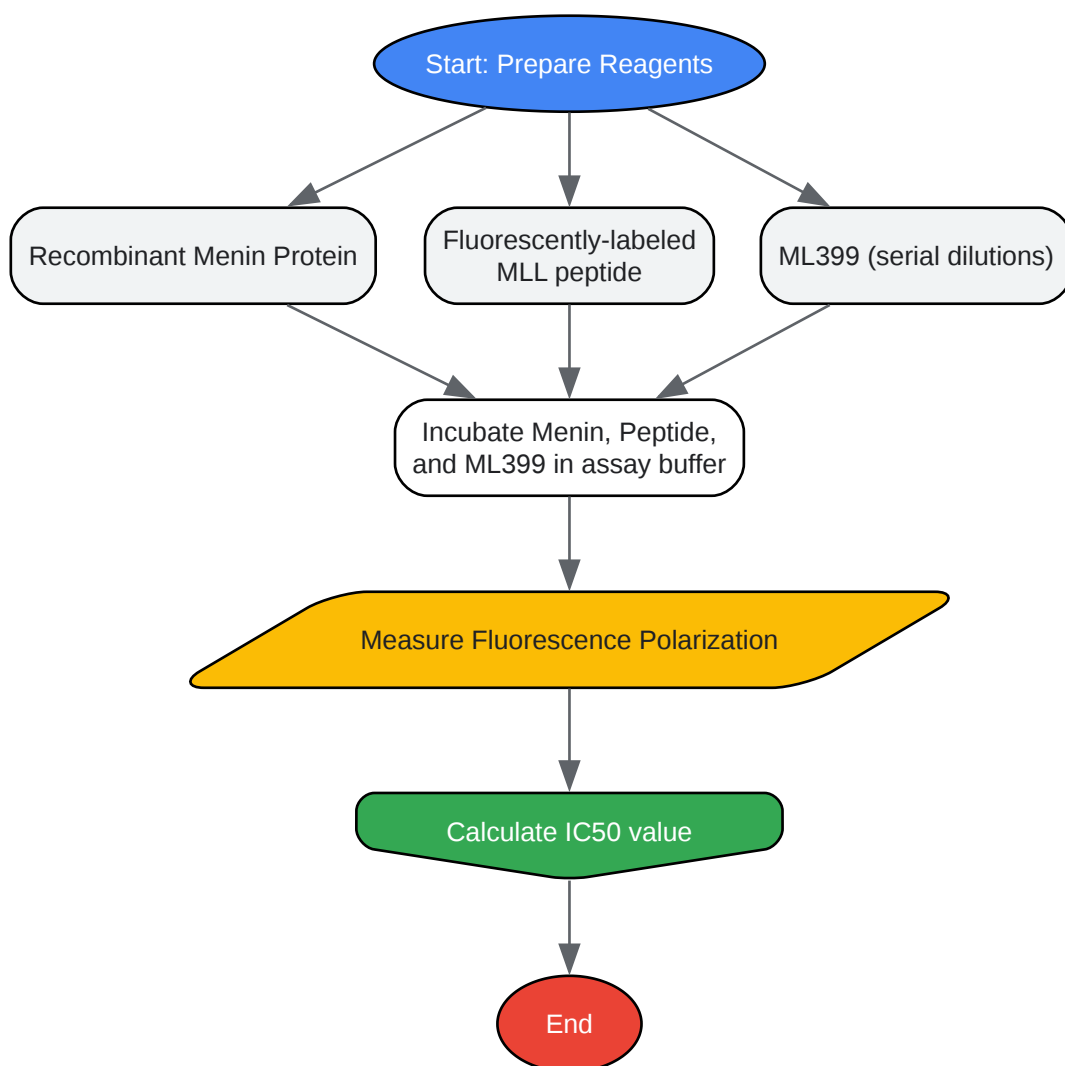 Start: Prepare Reagents
Recombinant Menin Protein
Fluorescently-labeled
MLL peptide
ML399 (serial dilutions)
Incubate Menin, Peptide,
and ML399 in assay buffer
Measure Fluorescence Polarization
Calculate IC50 value
End